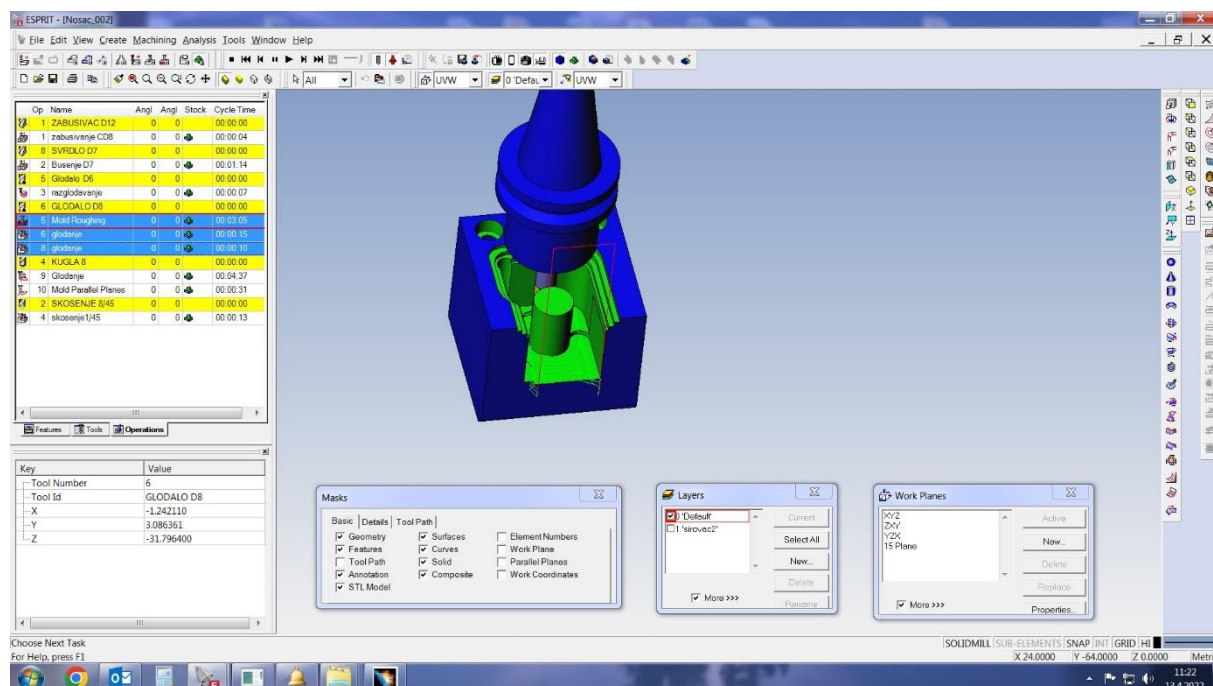 ESPRIT - [Nosac_002]
File Edit View Create Machining Analysis Tools Window Help
All UVW 0 'Defau UVW
Op Name Angl Angl Stock Cycle Time
1 ZABUSIVAC D12 0 0 00:00:00
1 zabusivanje CD8 0 0 00:00:04
8 SVRDLO D7 0 0 00:00:00
2 Busenje D7 0 0 00:01:14
5 Glodalo D6 0 0 00:00:00
3 razglodavanje 0 0 00:00:07
6 GLODALO D8 0 0 00:00:00
5 Mold Roughing 0 0 00:03:05
6 glodanje 0 0 00:00:15
8 glodanje 0 0 00:00:10
4 KUGLA 8 0 0 00:00:00
9 Glodanje 0 0 00:04:37
10 Mold Parallel Planes 0 0 00:00:31
2 SKOSENJE 8/45 0 0 00:00:00
4 skosenje1/45 0 0 00:00:13
Features Tools Operations
Key Value
Tool Number 6
Tool Id GLODALO D8
X -1.242110
Y 3.086361
Z -31.796400
Masks
Basic Details Tool Path
Geometry Surfaces Element Numbers
Features Curves Work Plane
Tool Path Solid Parallel Planes
Annotation Composite Work Coordinates
STL Model
Layers
0 'Default'
1 'sirovac2'
Current
Select All
New...
Delete
Rename
More >>>
Work Planes
XYZ
ZXY
YZX
15 Plane
Active
New...
Delete
Replace
Properties...
More >>>
Choose Next Task
SOLIDMILL SUB-ELEMENTS SNAP INT GRID HI
For Help, press F1
X 24.0000 Y -64.0000 Z 0.0000 Metri
11:22
13.4.2022